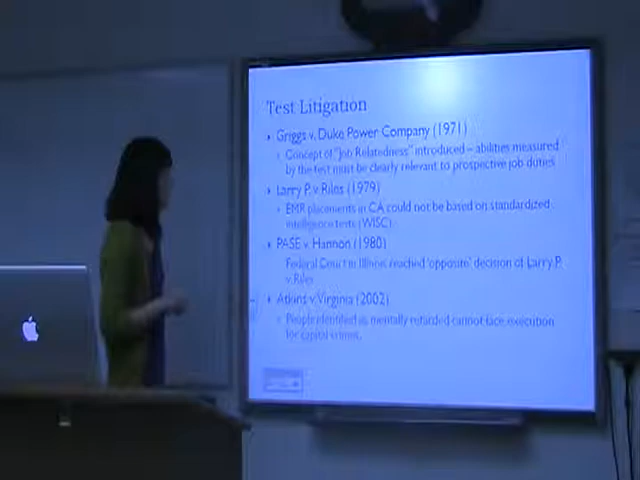 Test Litigation
Griggs v. Duke Power Company (1971)
Concept of "Job Relatedness" introduced – abilities measured
by the test must be clearly relevant to prospective job duties
Larry P. v Riles (1979)
EMR placements in CA could not be based on standardized
intelligence tests (WISC)
PASE v. Hannon (1980)
Federal Court in Illinois reached 'opposite' decision of Larry P.
v. Riles
Atkins v. Virginia (2002)
People identified as mentally retarded cannot face execution
for capital crimes.